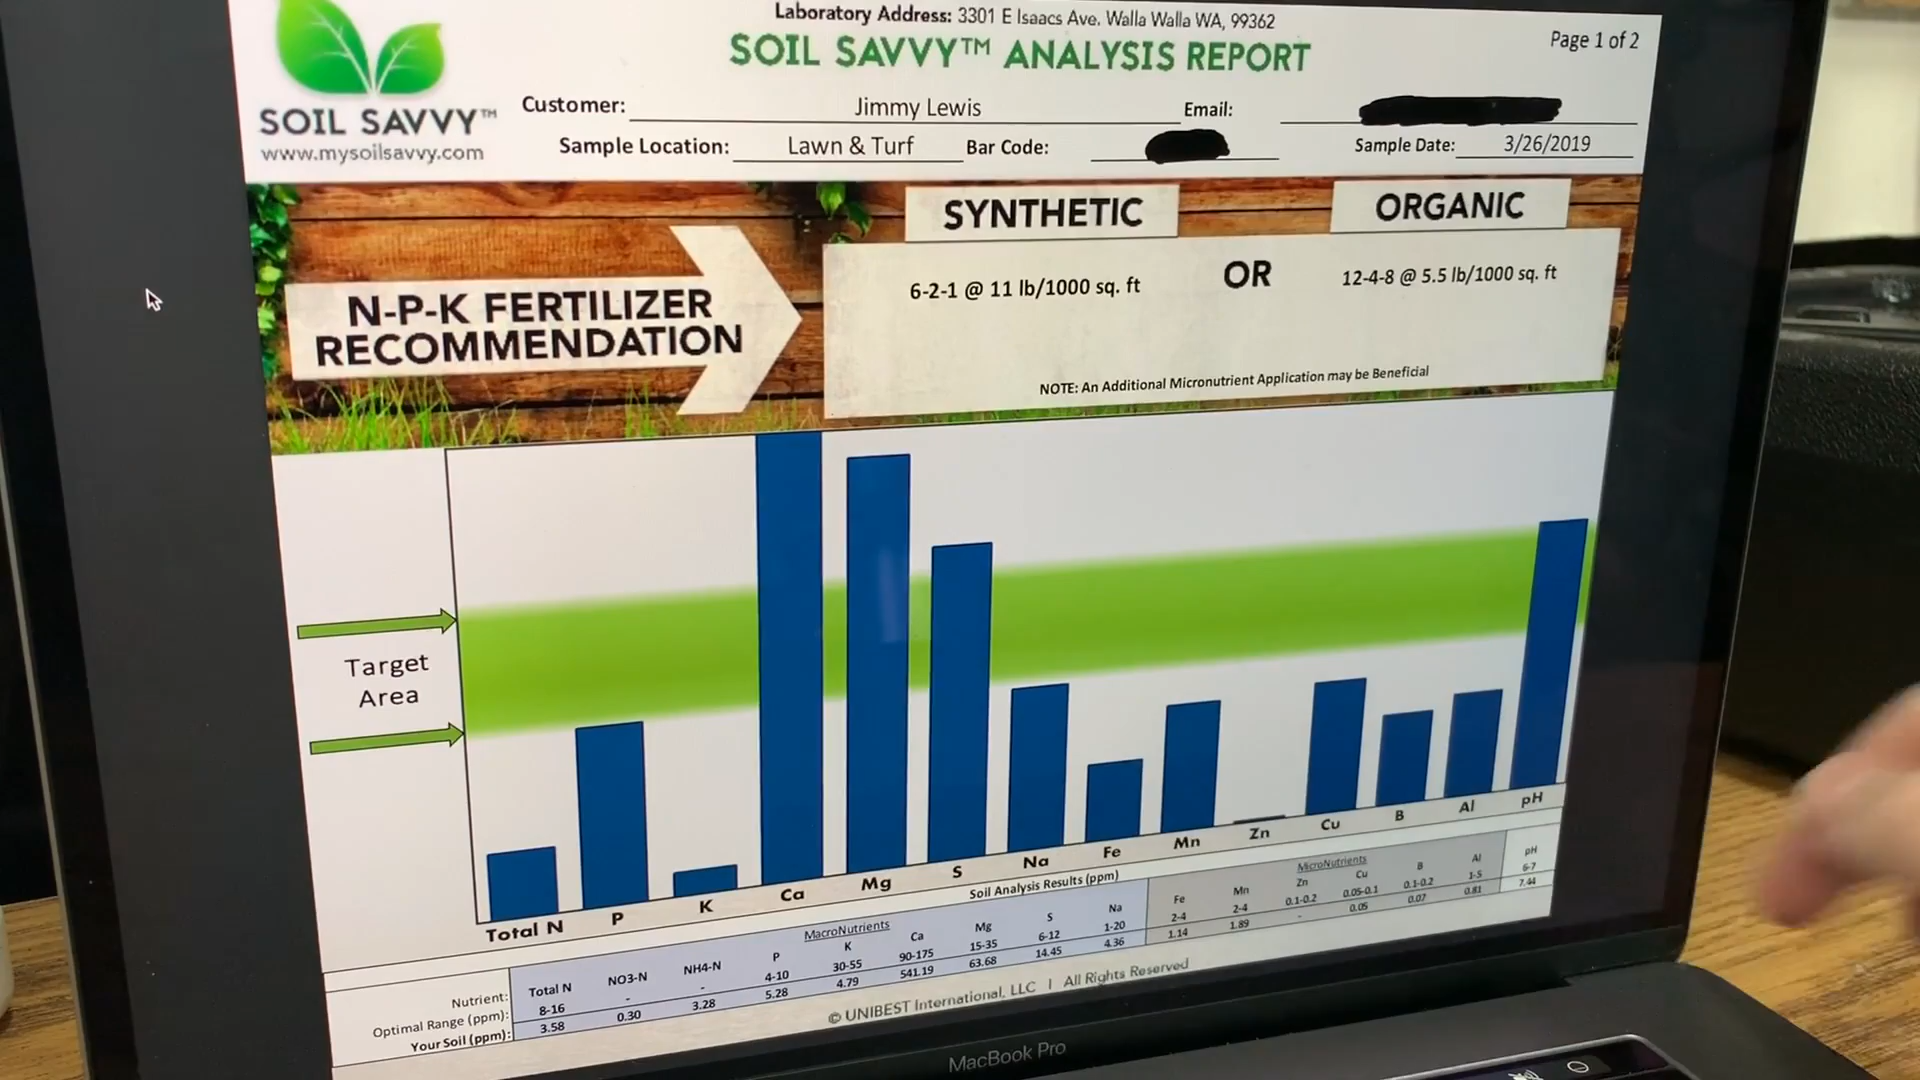 Laboratory Address: 3301 E Isaacs Ave. Walla Walla WA, 99362
SOIL SAVVY™ ANALYSIS REPORT
Page 1 of 2
SOIL SAVVY™
www.mysoilsavvy.com
Customer: Jimmy Lewis Email:
Sample Location: Lawn & Turf Bar Code: Sample Date: 3/26/2019
SYNTHETIC ORGANIC
N-P-K FERTILIZER
RECOMMENDATION
6-2-1 @ 11 lb/1000 sq. ft OR 12-4-8 @ 5.5 lb/1000 sq. ft
NOTE: An Additional Micronutrient Application may be Beneficial
Target
Area
Total N P K Ca Mg S Na Fe Mn Zn Cu B Al pH
Soil Analysis Results (ppm)
MacroNutrients MicroNutrients
Nutrient: Total N NO3-N NH4-N P K Ca Mg S Na Fe Mn Zn Cu B Al pH
Optimal Range (ppm): 8-16 - - 4-10 30-55 90-175 15-35 6-12 1-20 2-4 2-4 0.1-0.2 0.05-0.1 0.1-0.2 1-5 6-7
Your Soil (ppm): 3.58 0.30 3.28 5.28 4.79 541.19 63.68 14.45 4.36 1.14 1.89 - 0.05 0.07 0.81 7.44
© UNIBEST International, LLC | All Rights Reserved
MacBook Pro